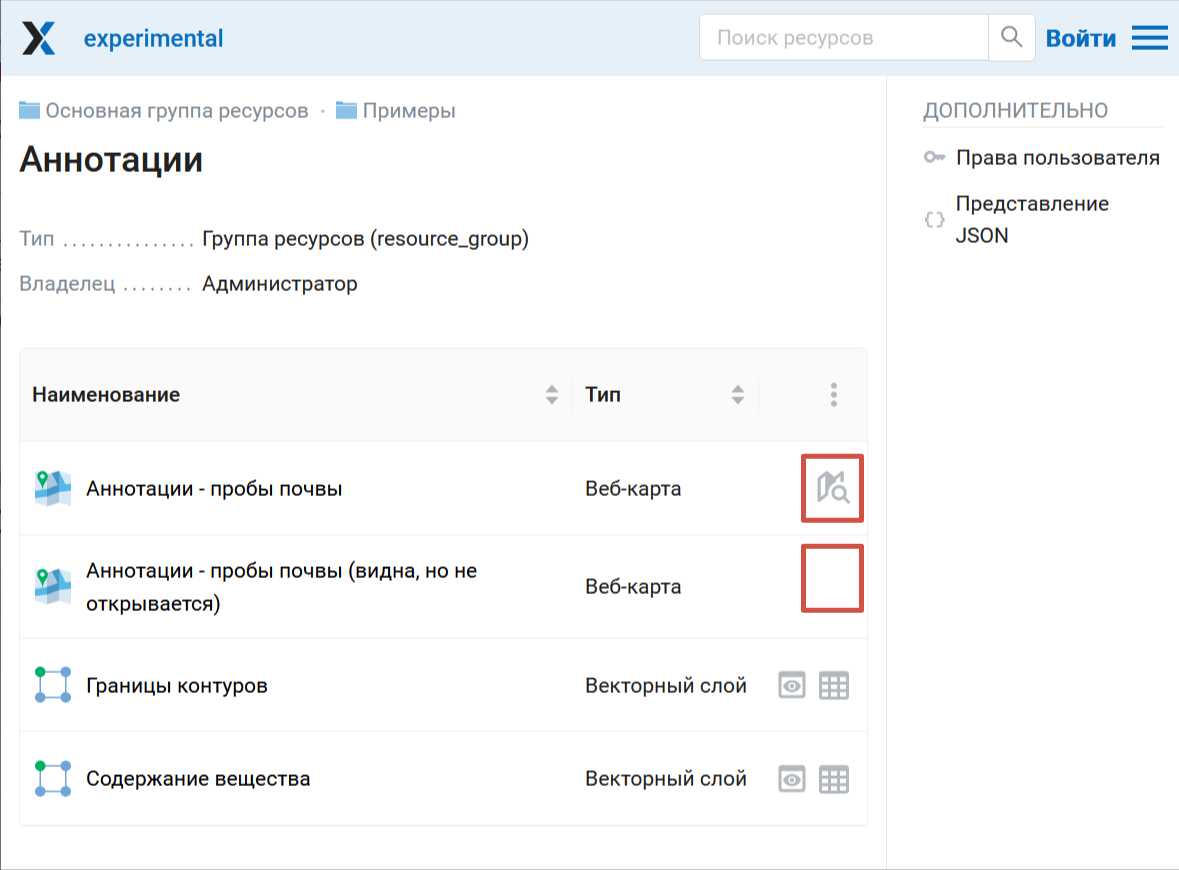 experimental
Поиск ресурсов
Войти
Основная группа ресурсов · Примеры
Аннотации
Тип ............... Группа ресурсов (resource_group)
Владелец ........ Администратор
Наименование Тип
Аннотации - пробы почвы Веб-карта
Аннотации - пробы почвы (видна, но не
открывается) Веб-карта
Границы контуров Векторный слой
Содержание вещества Векторный слой
ДОПОЛНИТЕЛЬНО
Права пользователя
Представление
JSON